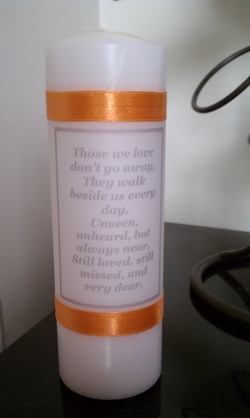 Those we love
don't go away,
They walk
beside us every
day.
Unseen,
unheard, but
always near.
Still loved, still
missed, and
very dear.